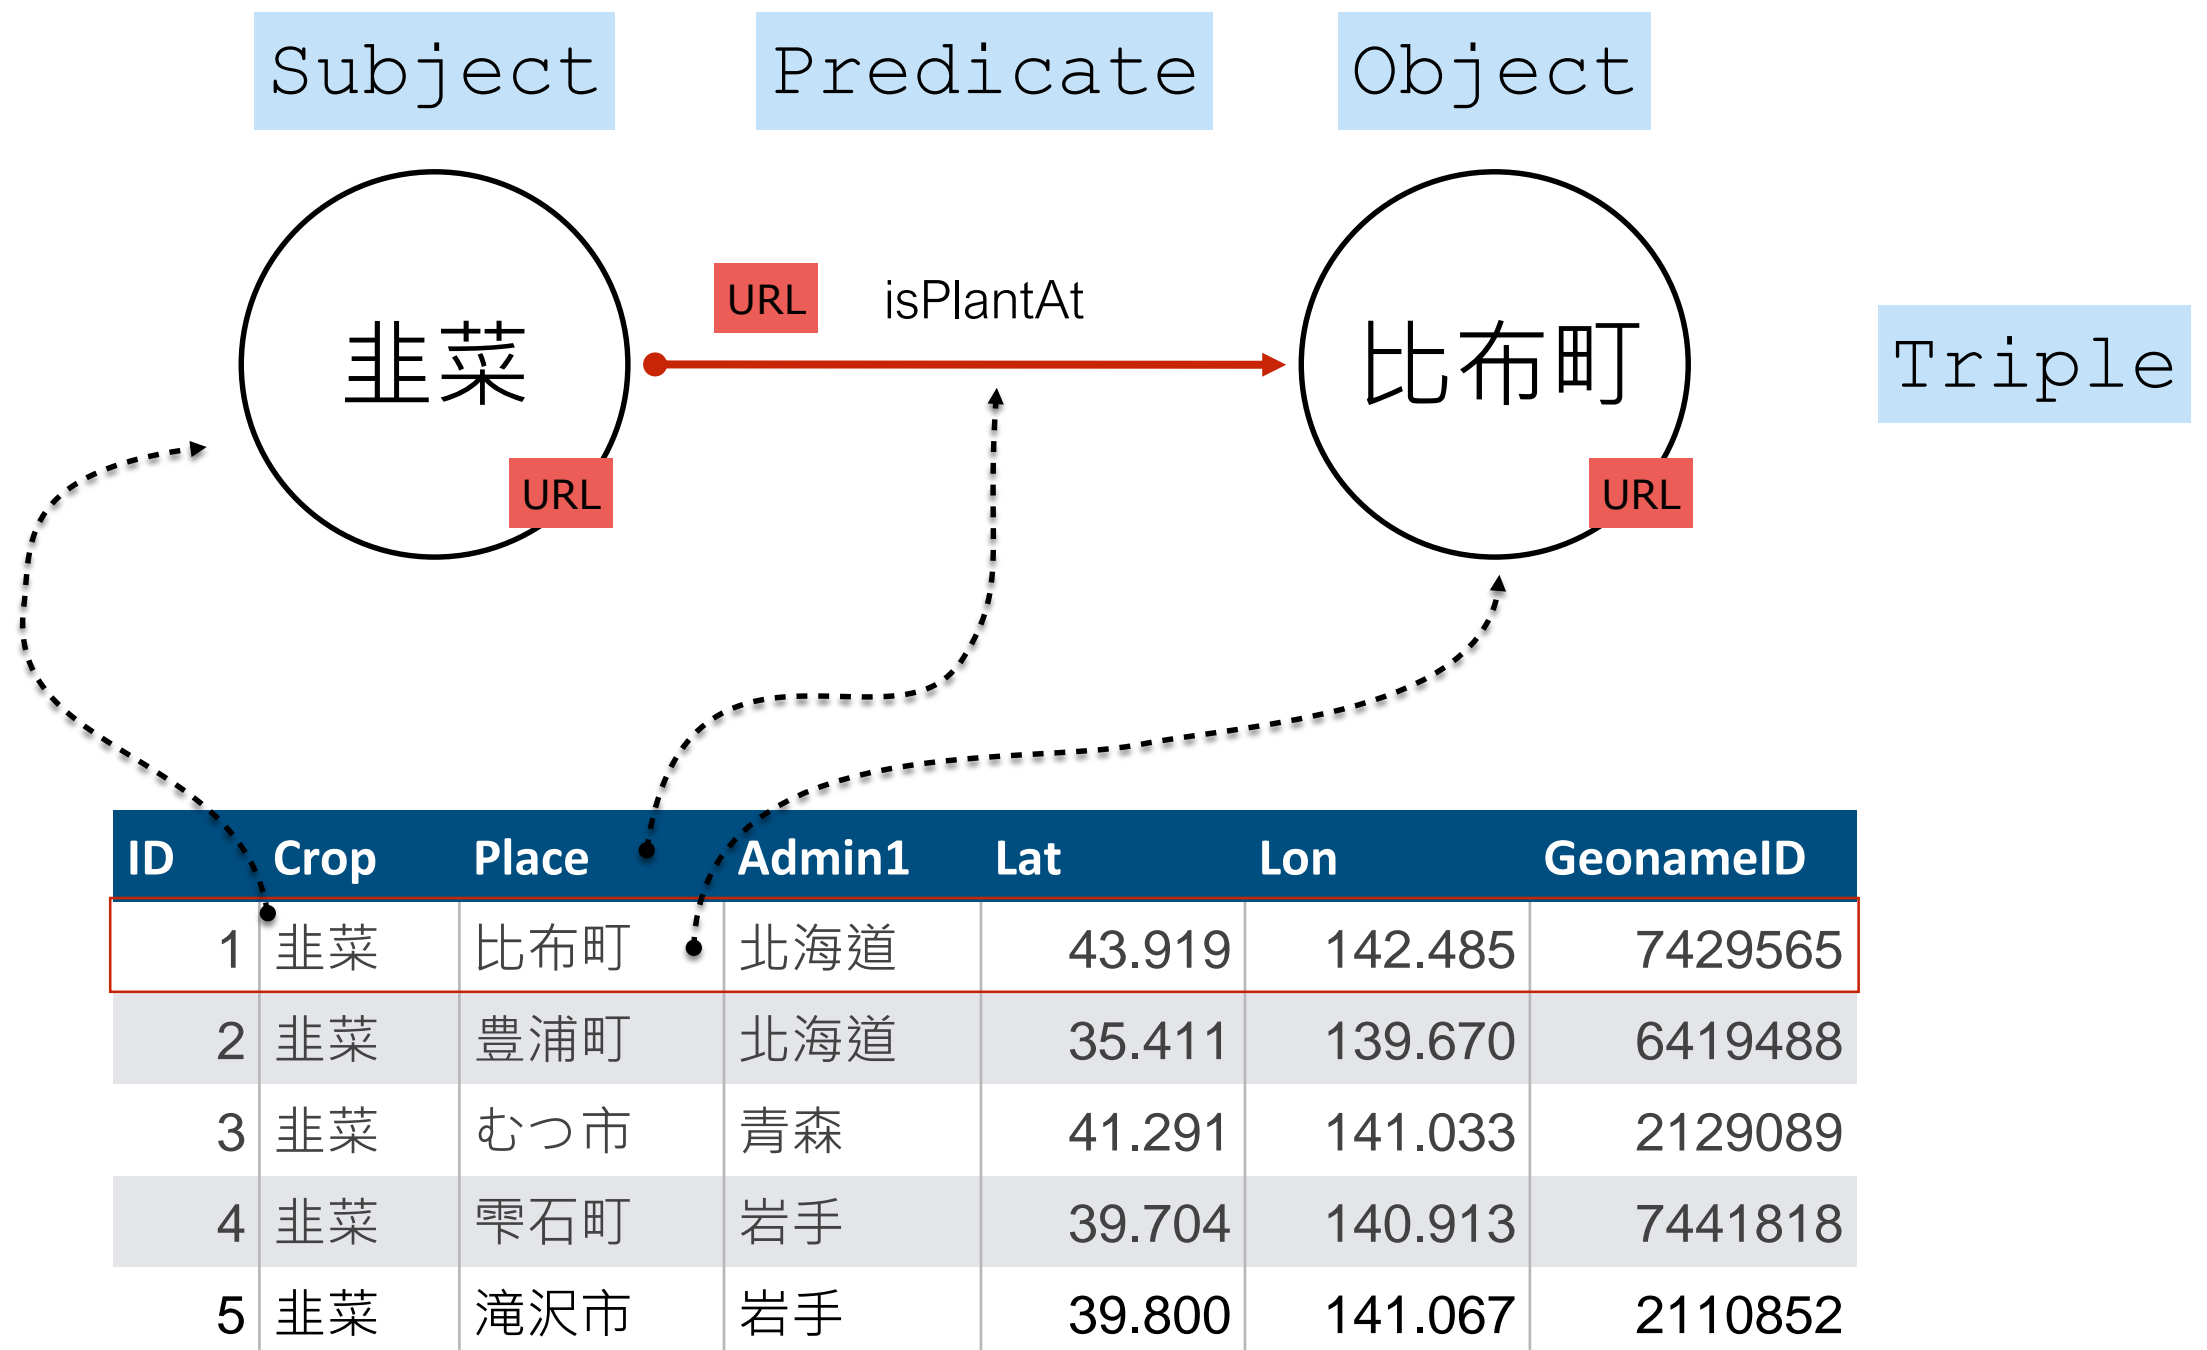 Subject Predicate Object
URL isPlantAt
韭菜 比布町 Triple
URL URL
ID Crop Place Admin1 Lat Lon GeonameID
1 韭菜 比布町 北海道 43.919 142.485 7429565
2 韭菜 豊浦町 北海道 35.411 139.670 6419488
3 韭菜 むつ市 青森 41.291 141.033 2129089
4 韭菜 雫石町 岩手 39.704 140.913 7441818
5 韭菜 滝沢市 岩手 39.800 141.067 2110852